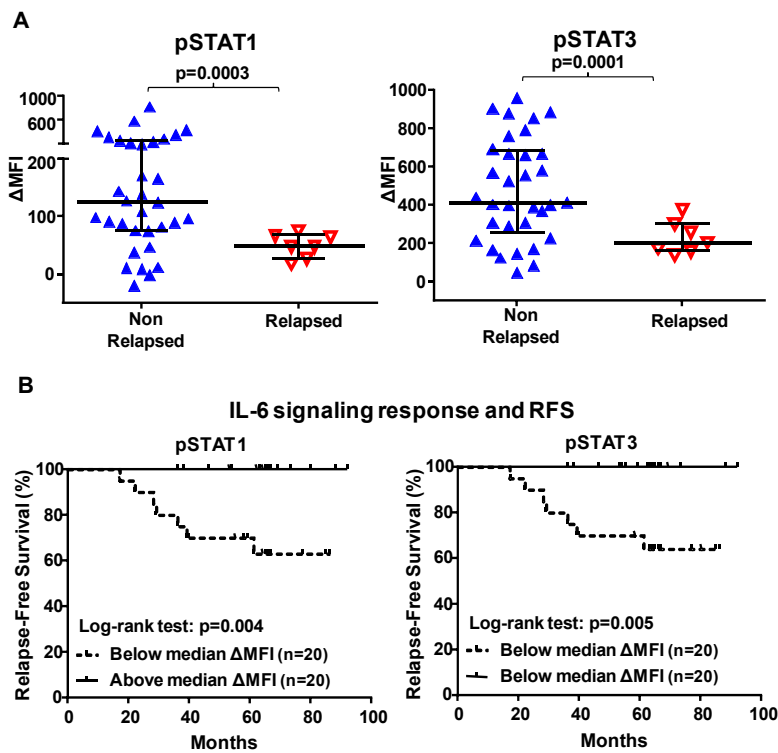 A
pSTAT1
p=0.0003
1000
600
200
100
0
ΔMFI
Non
Relapsed
Relapsed
pSTAT3
p=0.0001
1000
800
600
400
200
0
ΔMFI
Non
Relapsed
Relapsed
B
IL-6 signaling response and RFS
pSTAT1
100
80
60
40
20
0
Relapse-Free Survival (%)
Log-rank test: p=0.004
Below median ΔMFI (n=20)
Above median ΔMFI (n=20)
0 20 40 60 80 100
Months
pSTAT3
100
80
60
40
20
0
Relapse-Free Survival (%)
Log-rank test: p=0.005
Below median ΔMFI (n=20)
Below median ΔMFI (n=20)
0 20 40 60 80 100
Months